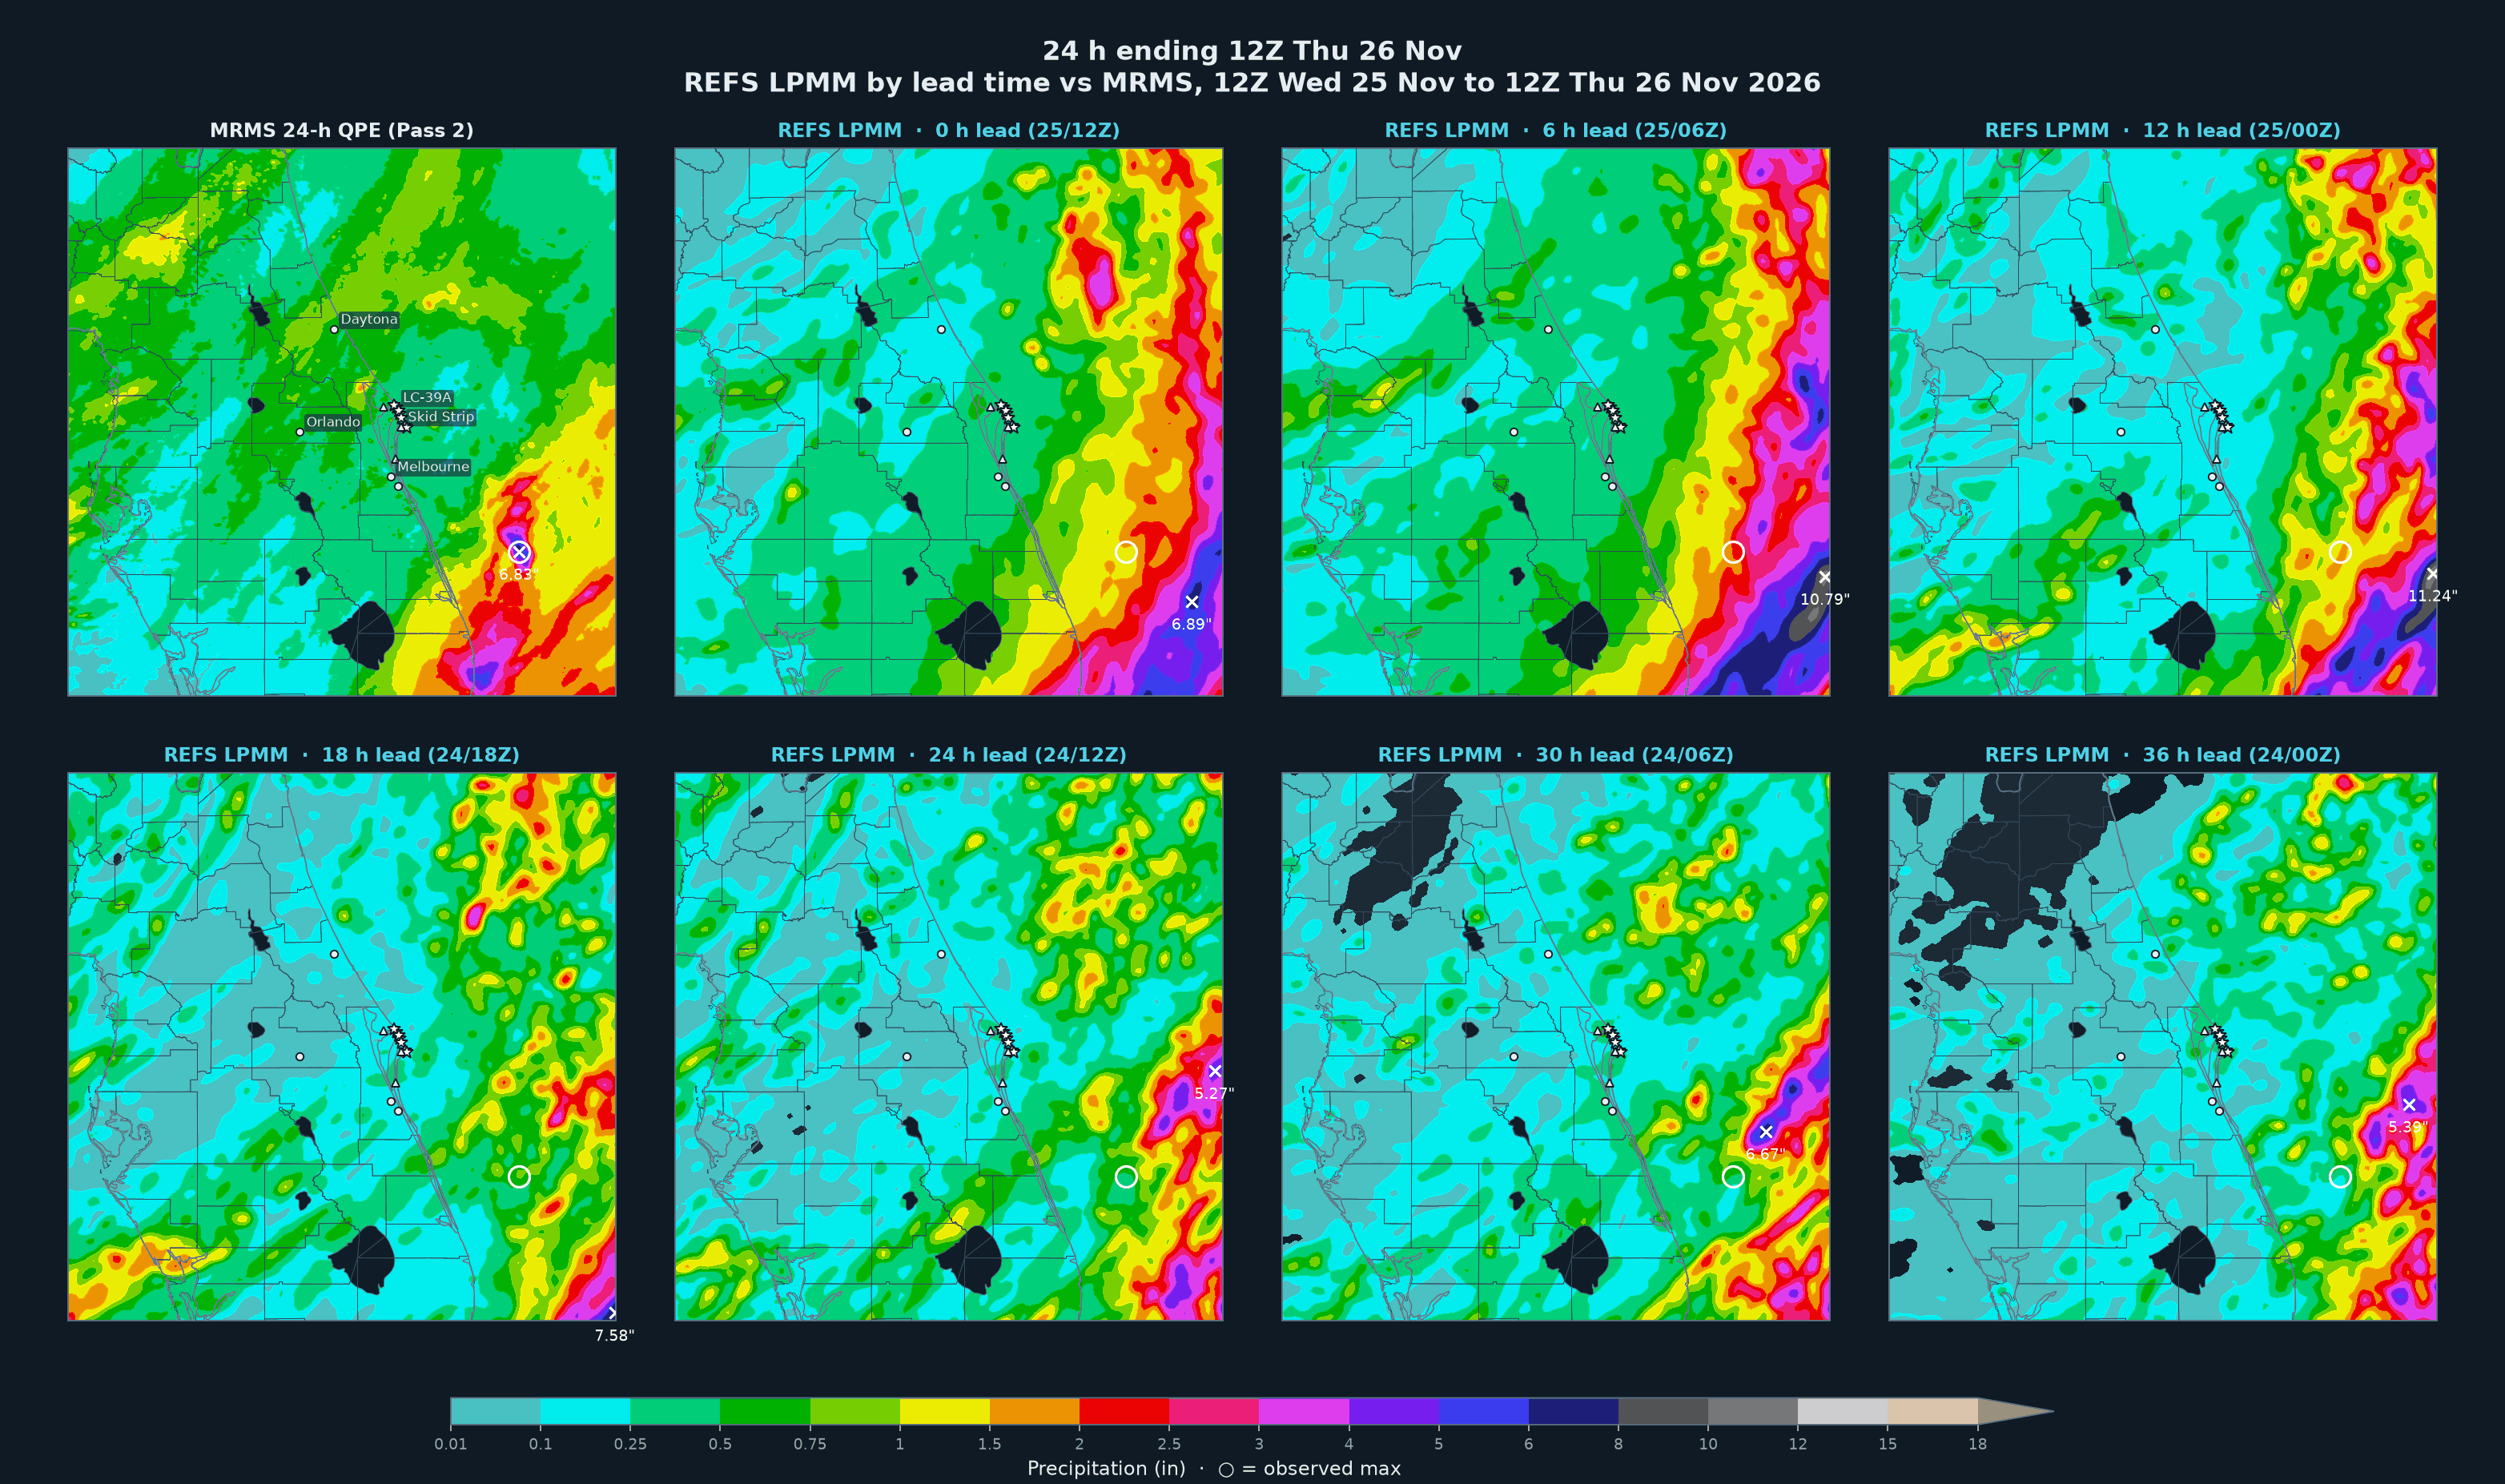 24 h ending 12Z Thu 26 Nov
REFS LPMM by lead time vs MRMS, 12Z Wed 25 Nov to 12Z Thu 26 Nov 2026
MRMS 24-h QPE (Pass 2)
REFS LPMM · 0 h lead (25/12Z)
REFS LPMM · 6 h lead (25/06Z)
REFS LPMM · 12 h lead (25/00Z)
Daytona
LC-39A
Skid Strip
Orlando
Melbourne
6.83"
6.89"
10.79"
11.24"
REFS LPMM · 18 h lead (24/18Z)
REFS LPMM · 24 h lead (24/12Z)
REFS LPMM · 30 h lead (24/06Z)
REFS LPMM · 36 h lead (24/00Z)
7.58"
5.27"
6.67"
5.39"
0.01 0.1 0.25 0.5 0.75 1 1.5 2 2.5 3 4 5 6 8 10 12 15 18
Precipitation (in) · ○ = observed max